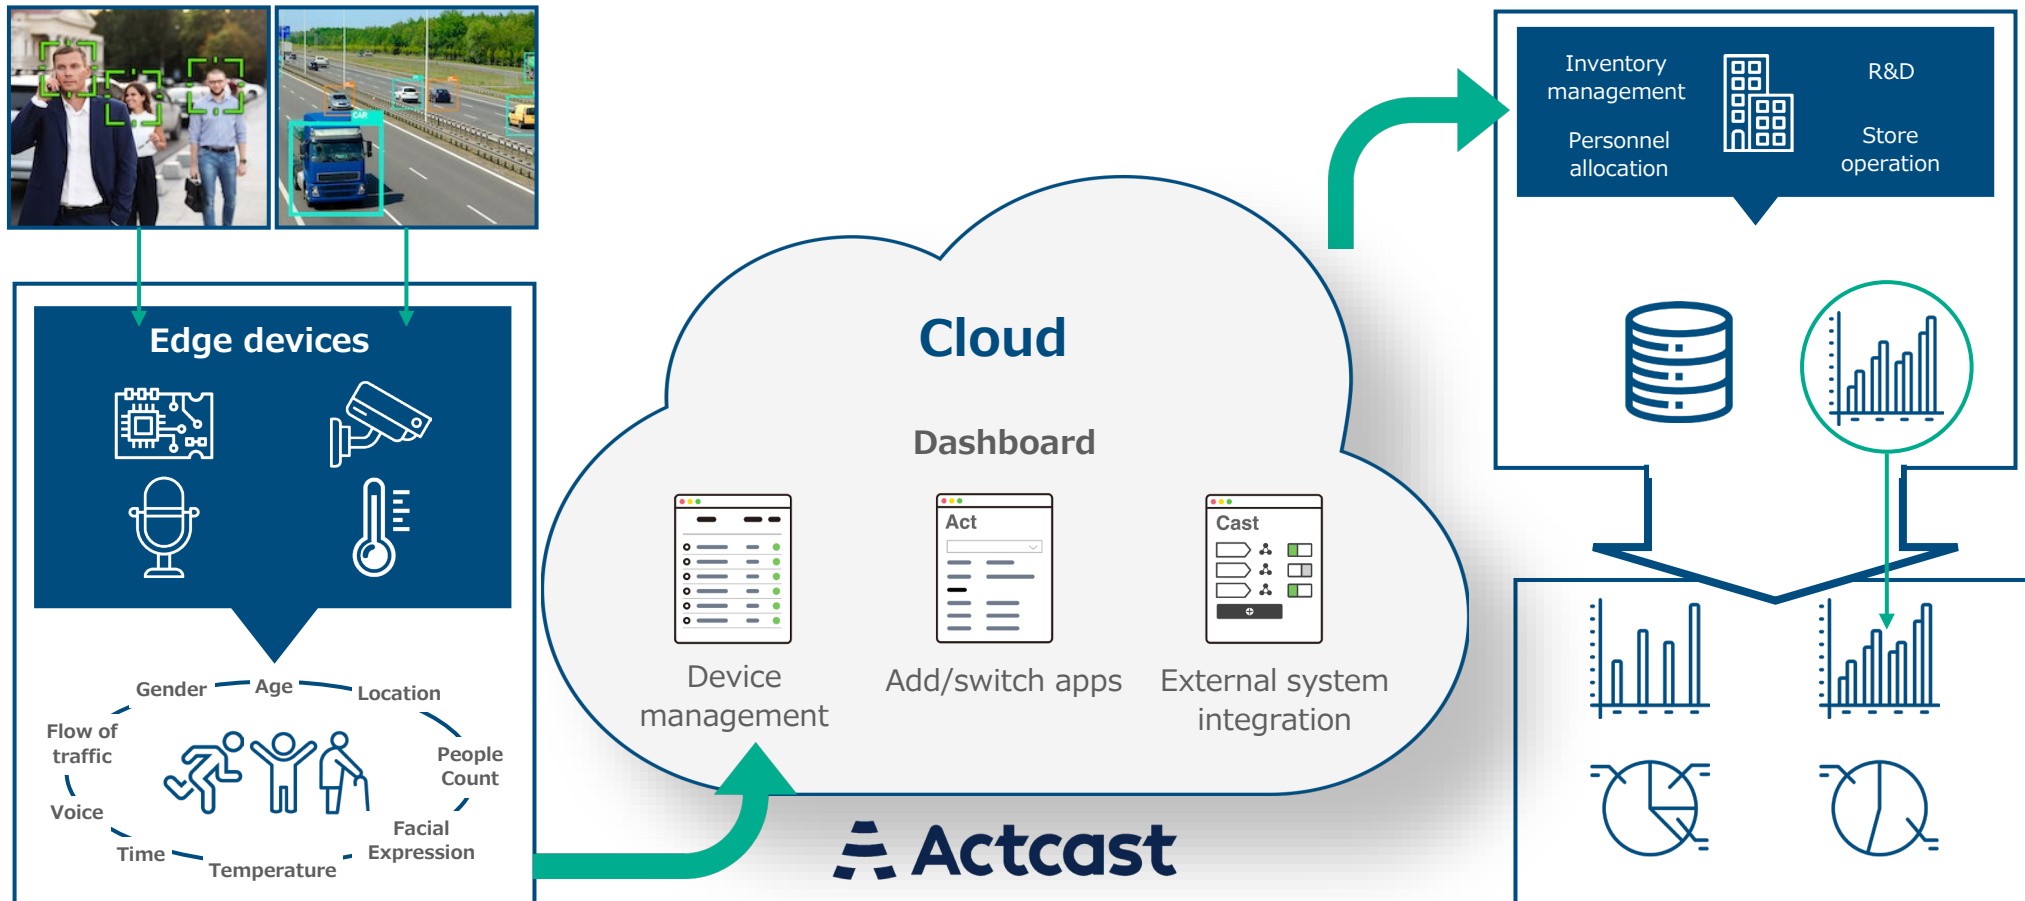 CAR
Edge devices
Gender
Age
Location
Flow of
traffic
People
Count
Voice
Facial
Expression
Time
Temperature
Cloud
Dashboard
Act
Cast
Device
management
Add/switch apps
External system
integration
Actcast
Inventory
management
R&D
Personnel
allocation
Store
operation